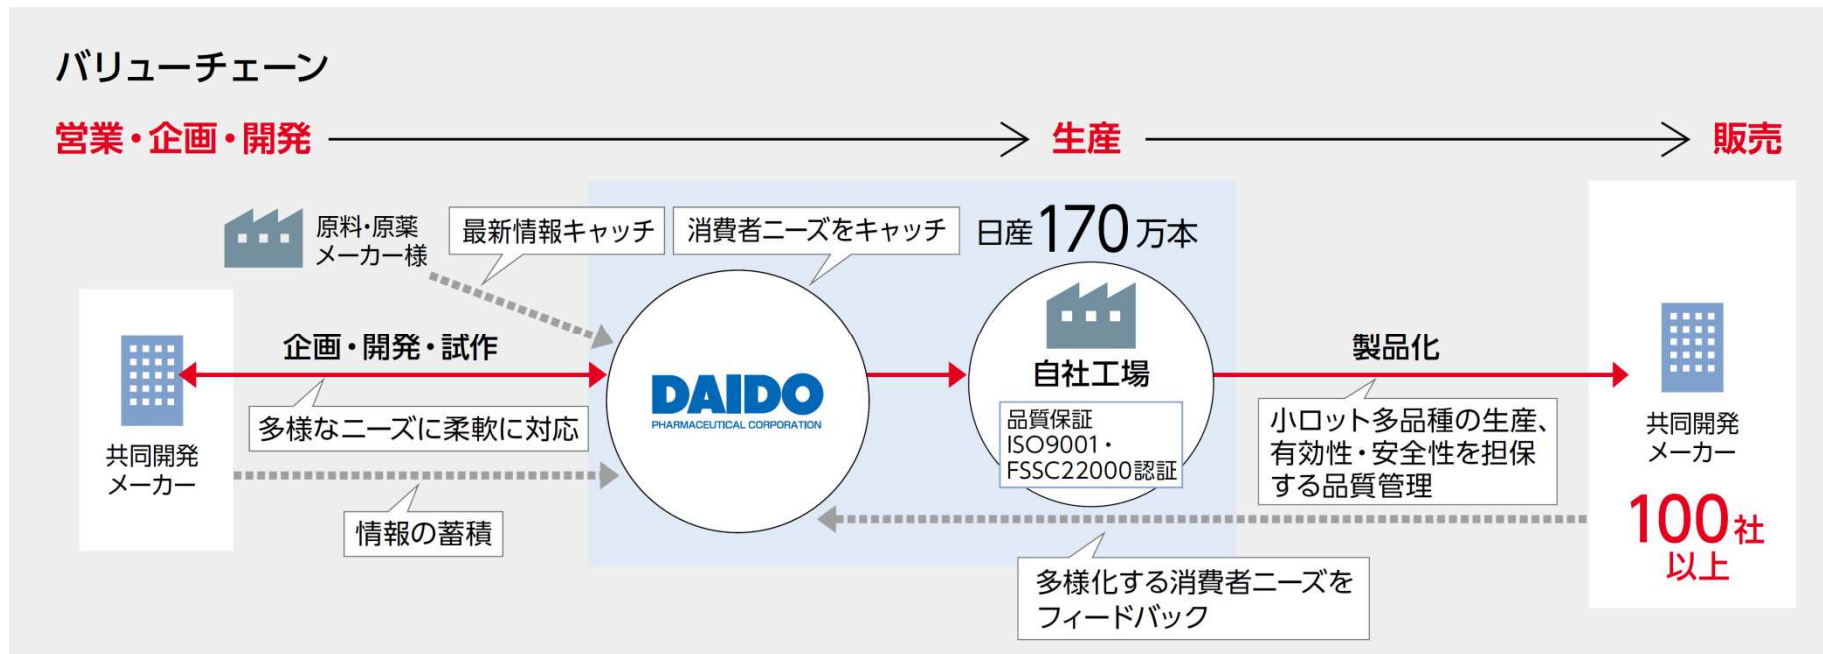 バリューチェーン
営業・企画・開発
生産
販売
原料・原薬
メーカー様
最新情報キャッチ
消費者ニーズをキャッチ
日産170万本
企画・開発・試作
多様なニーズに柔軟に対応
共同開発
メーカー
情報の蓄積
DAIDO
PHARMACEUTICAL CORPORATION
自社工場
品質保証
ISO9001・
FSSC22000認証
製品化
小ロット多品種の生産、
有効性・安全性を担保
する品質管理
多様化する消費者ニーズを
フィードバック
共同開発
メーカー
100社
以上